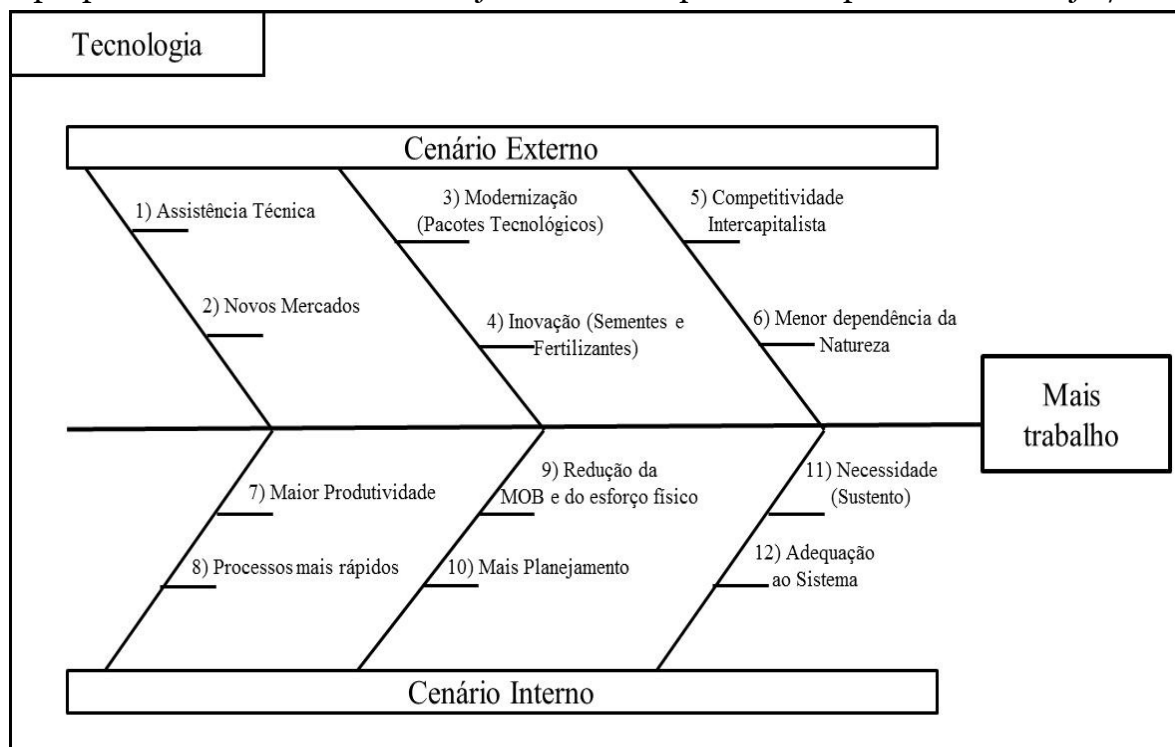 Tecnologia
Cenário Externo
1) Assistência Técnica
2) Novos Mercados
3) Modernização
(Pacotes Tecnológicos)
4) Inovação (Sementes e
Fertilizantes)
5) Competitividade
Intercapitalista
6) Menor dependência da
Natureza
Mais
trabalho
7) Maior Produtividade
8) Processos mais rápidos
9) Redução da
MOB e do esforço físico
10) Mais Planejamento
11) Necessidade
(Sustento)
12) Adequação
ao Sistema
Cenário Interno